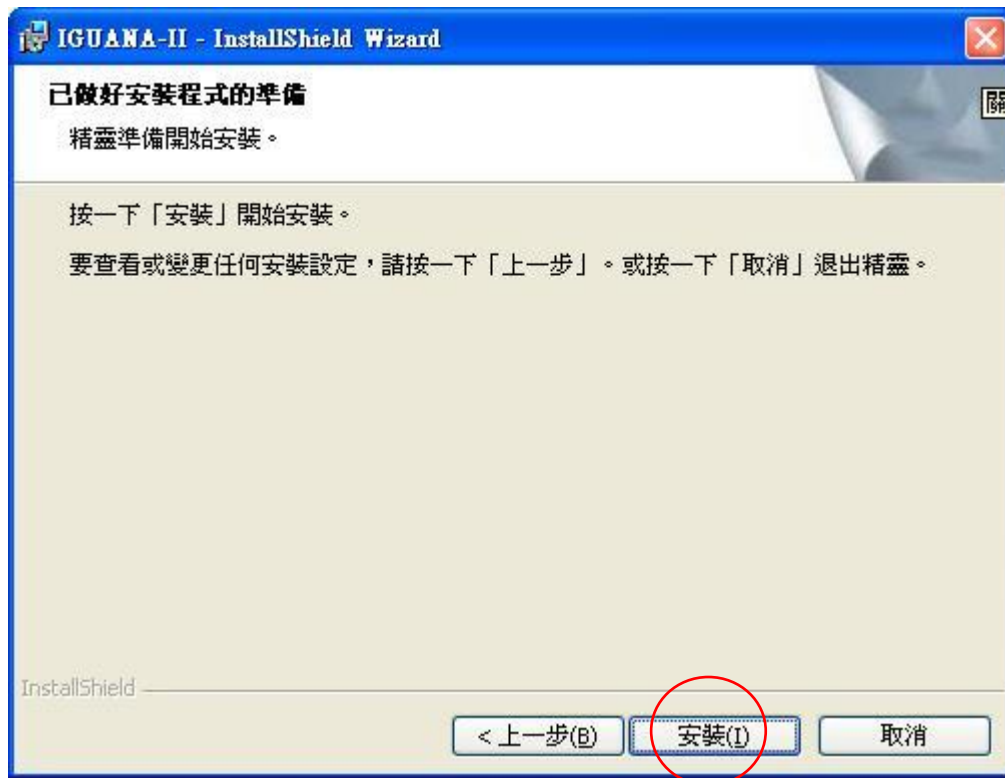 IGUANA-II - InstallShield Wizard
已做好安裝程式的準備
關
精靈準備開始安裝。
按一下「安裝」開始安裝。
要查看或變更任何安裝設定，請按一下「上一步」。或按一下「取消」退出精靈。
InstallShield
< 上一步(B)
安裝(I)
取消